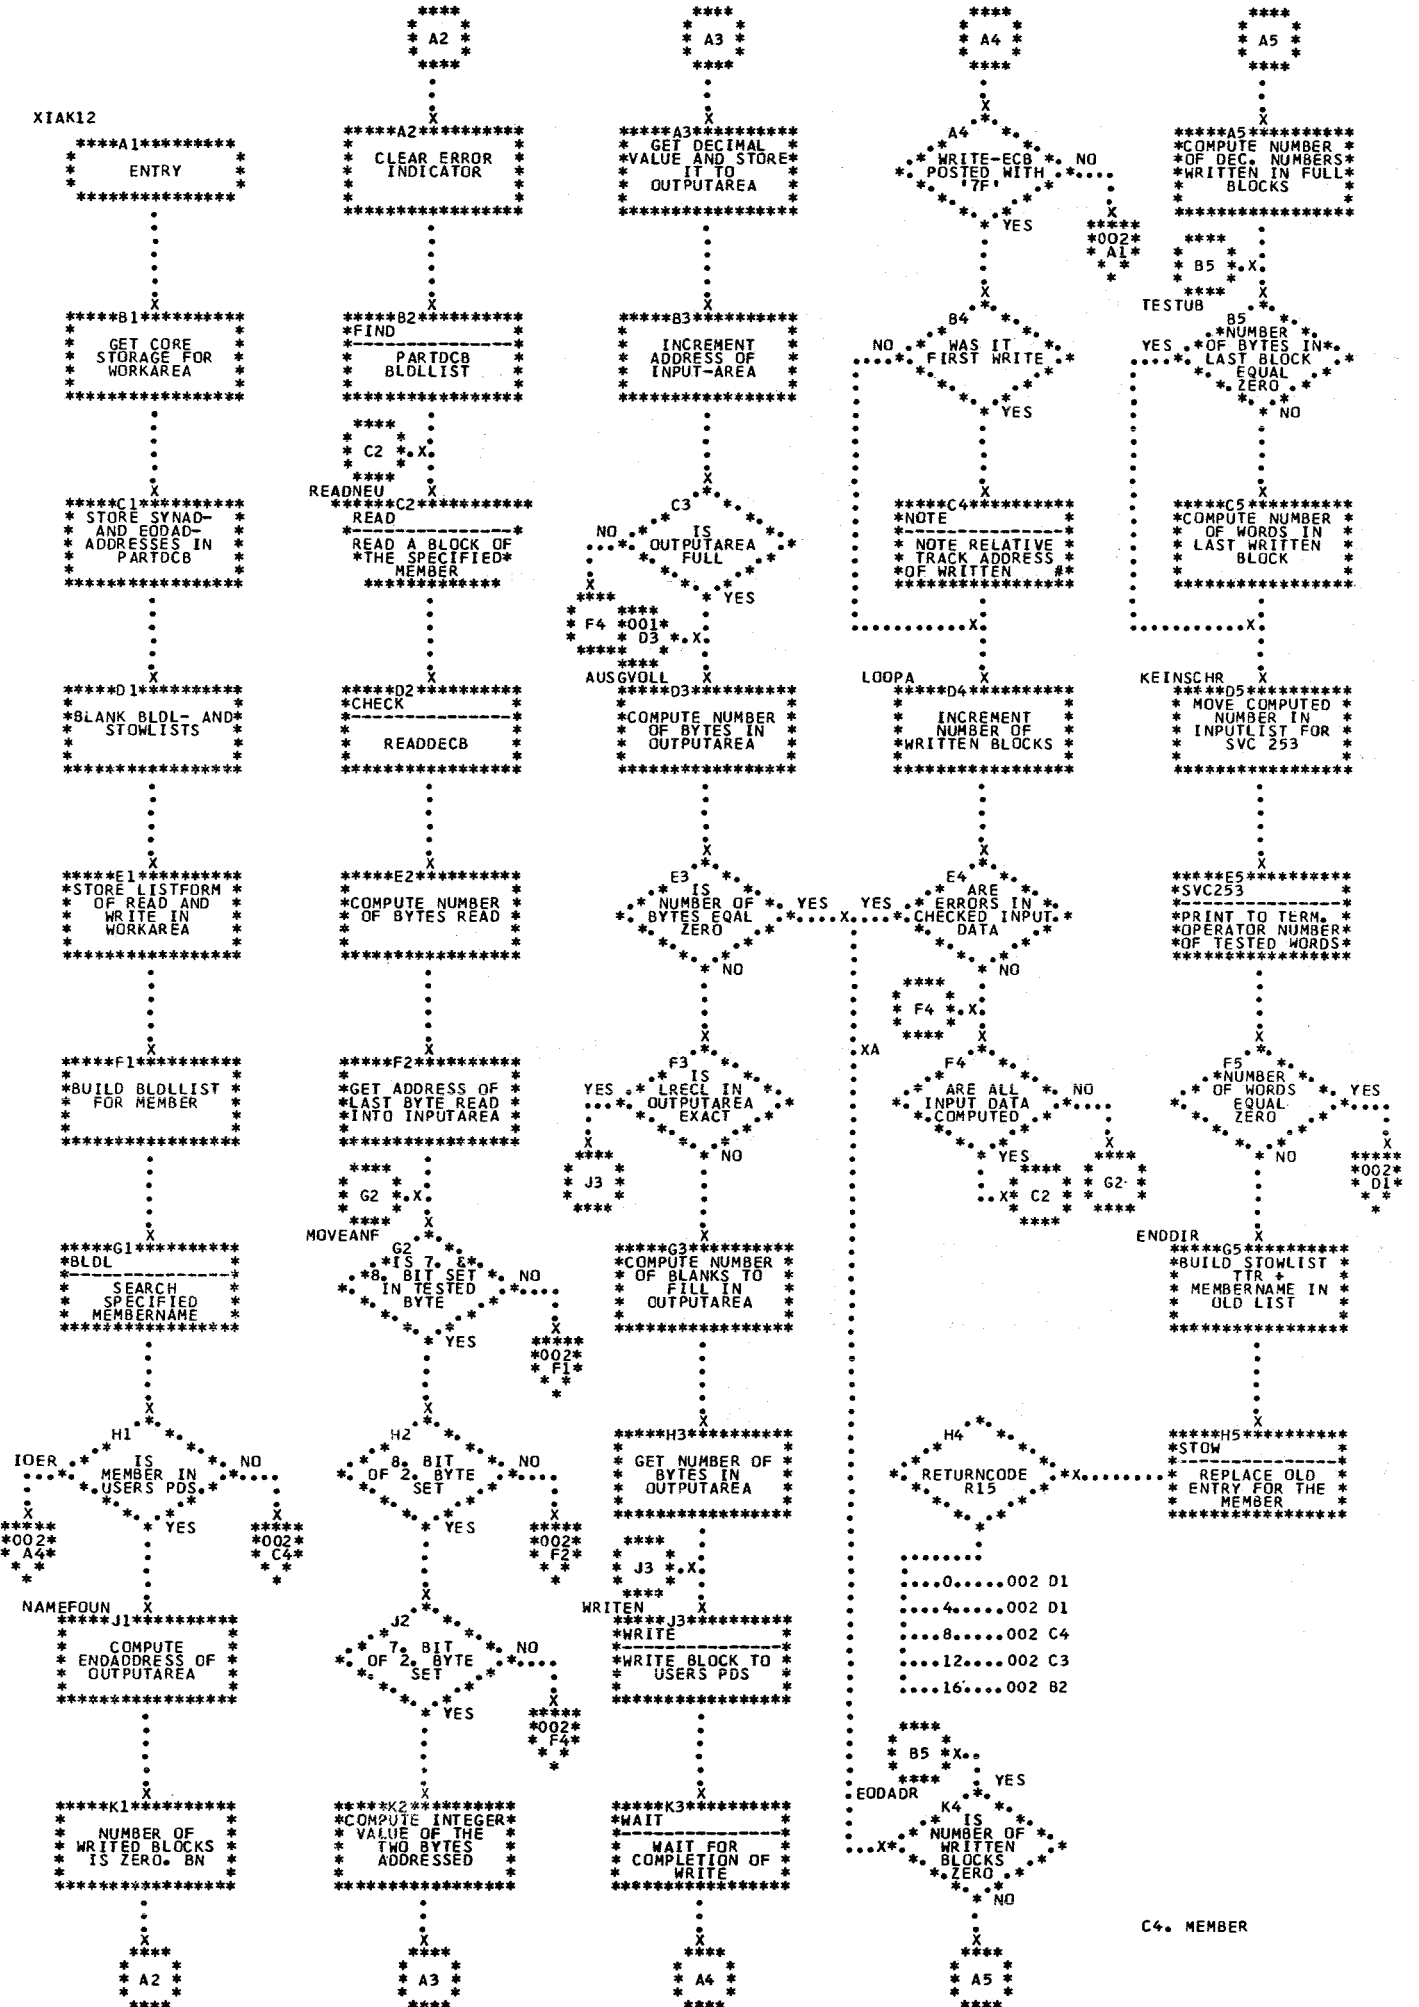 A2
A3
A4
A5
XIAK12
A1
ENTRY
B1
GET CORE
STORAGE FOR
WORKAREA
C1
STORE SYNAD-
AND EODAD-
ADDRESSES IN
PARTDCB
D1
BLANK BLDL- AND
STOWLISTS
E1
STORE LISTFORM
OF READ AND
WRITE IN
WORKAREA
F1
BUILD BLDLLIST
FOR MEMBER
G1
BLDL
SEARCH
SPECIFIED
MEMBERNAME
H1
IS
MEMBER IN
USERS PDS
IOER
NO
YES
002
A4
002
C4
NAMEFOUN
J1
COMPUTE
ENDADDRESS OF
OUTPUTAREA
K1
NUMBER OF
WRITED BLOCKS
IS ZERO. BN
A2
A2
CLEAR ERROR
INDICATOR
B2
FIND
PARTDCB
BLDLLIST
C2
READNEU
C2
READ
READ A BLOCK OF
THE SPECIFIED
MEMBER
D2
CHECK
READDECB
E2
COMPUTE NUMBER
OF BYTES READ
F2
GET ADDRESS OF
LAST BYTE READ
INTO INPUTAREA
G2
MOVEANF
G2
IS 7. &
8. BIT SET
IN TESTED
BYTE
NO
YES
002
F1
H2
8. BIT
OF 2. BYTE
SET
NO
YES
002
F2
J2
7. BIT
OF 2. BYTE
SET
NO
YES
002
F4
K2
COMPUTE INTEGER
VALUE OF THE
TWO BYTES
ADDRESSED
A3
A3
GET DECIMAL
VALUE AND STORE
IT TO
OUTPUTAREA
B3
INCREMENT
ADDRESS OF
INPUT-AREA
C3
IS
OUTPUTAREA
FULL
NO
YES
F4
001
D3
AUSGVOLL
D3
COMPUTE NUMBER
OF BYTES IN
OUTPUTAREA
E3
IS
NUMBER OF
BYTES EQAL
ZERO
YES
NO
F3
IS
LRECL IN
OUTPUTAREA
EXACT
YES
NO
J3
G3
COMPUTE NUMBER
OF BLANKS TO
FILL IN
OUTPUTAREA
H3
GET NUMBER OF
BYTES IN
OUTPUTAREA
J3
WRITEN
J3
WRITE
WRITE BLOCK TO
USERS PDS
K3
WAIT
WAIT FOR
COMPLETION OF
WRITE
A4
A4
WRITE-ECB
POSTED WITH
'7F'
NO
YES
002
A1
B4
WAS IT
FIRST WRITE
NO
YES
C4
NOTE
NOTE RELATIVE
TRACK ADDRESS
OF WRITTEN #
LOOPA
D4
INCREMENT
NUMBER OF
WRITTEN BLOCKS
E4
ARE
ERRORS IN
CHECKED INPUT
DATA
YES
NO
F4
XA
F4
ARE ALL
INPUT DATA
COMPUTED
NO
YES
C2
G2
H4
RETURNCODE
R15
0.....002 D1
4.....002 D1
8.....002 C4
12....002 C3
16....002 B2
B5
YES
EODADR
K4
IS
NUMBER OF
WRITTEN
BLOCKS
ZERO
NO
A5
A5
COMPUTE NUMBER
OF DEC. NUMBERS
WRITTEN IN FULL
BLOCKS
B5
TESTUB
B5
NUMBER
OF BYTES IN
LAST BLOCK
EQUAL
ZERO
YES
NO
C5
COMPUTE NUMBER
OF WORDS IN
LAST WRITTEN
BLOCK
KEINSCHR
D5
MOVE COMPUTED
NUMBER IN
INPUTLIST FOR
SVC 253
E5
SVC253
PRINT TO TERM.
OPERATOR NUMBER
OF TESTED WORDS
F5
NUMBER
OF WORDS
EQUAL
ZERO
YES
NO
002
D1
ENDDIR
G5
BUILD STOWLIST
TTR +
MEMBERNAME IN
OLD LIST
H5
STOW
REPLACE OLD
ENTRY FOR THE
MEMBER
C4. MEMBER